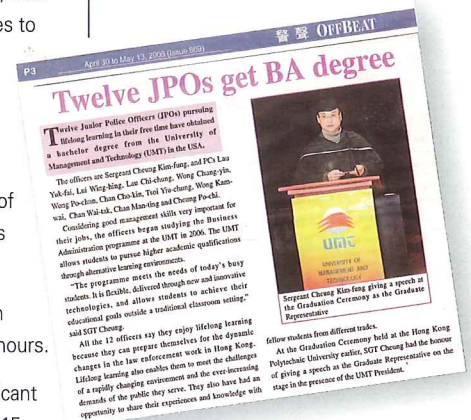 es to
of
s
n
nours.
cant
15
P3
April 30 to May 13, 2008 (Issue 869)
警聲 OFFBEAT
Twelve JPOs get BA degree
Twelve Junior Police Officers (JPOs) pursuing
lifelong learning in their free time have obtained
a bachelor degree from the University of
Management and Technology (UMT) in the USA.
The officers are Sergeant Cheung Kim-fung, and PCs Lau
Yuk-fai, Lui Wing-hing, Lau Chi-chung, Wong Chang-yin,
Wong Po-chun, Chan Cho-kin, Tsoi Yiu-chung, Wong Kam-
wai, Chan Wai-tak, Chan Man-ting and Cheung Po-chi.
Considering good management skills very important for
their jobs, the officers began studying the Business
Administration programme at the UMT in 2006. The UMT
allows students to pursue higher academic qualifications
through alternative learning environments.
"The programme meets the needs of today's busy
students. It is flexible, delivered through new and innovative
technologies, and allows students to achieve their
educational goals outside a traditional classroom setting,"
said SGT Cheung.
All the 12 officers say they enjoy lifelong learning
because they can prepare themselves for the dynamic
changes in the law enforcement work in Hong Kong.
Lifelong learning also enables them to meet the challenges
of a rapidly changing environment and the ever-increasing
demands of the public they serve. They also have had an
opportunity to share their experiences and knowledge with
UMT
UNIVERSITY OF
MANAGEMENT AND
TECHNOLOGY
Sergeant Cheung Kim-fung giving a speech at
the Graduation Ceremony as the Graduate
Representative
fellow students from different trades.
At the Graduation Ceremony held at the Hong Kong
Polytechnic University earlier, SGT Cheung had the honour
of giving a speech as the Graduate Representative on the
stage in the presence of the UMT President.